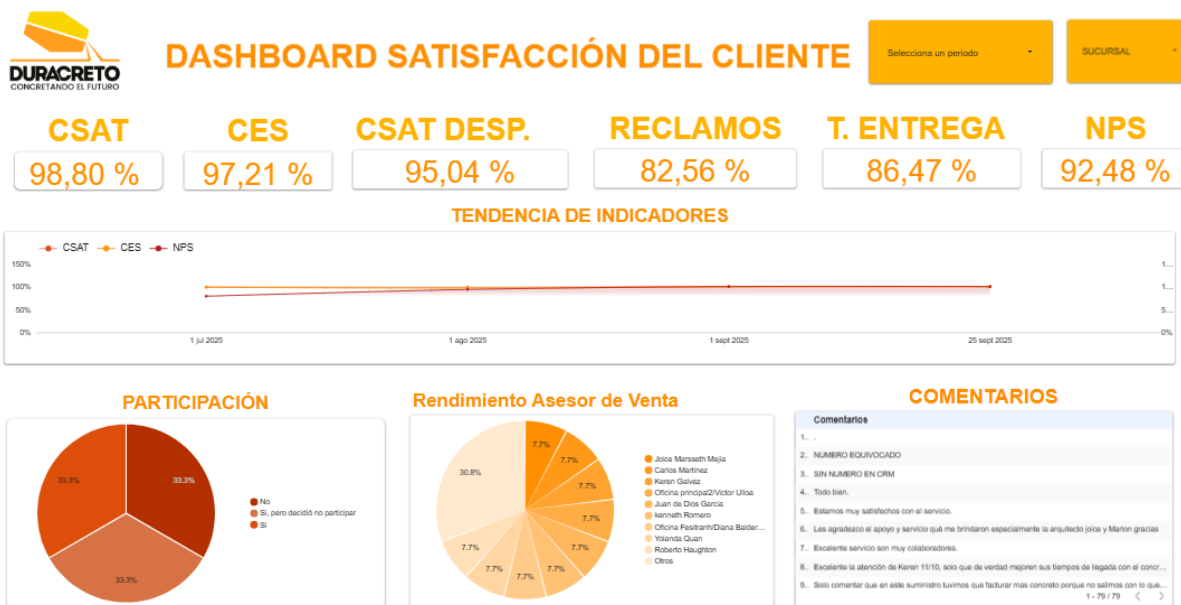 DURACRETO
CONCRETANDO EL FUTURO
DASHBOARD SATISFACCIÓN DEL CLIENTE
Selecciona un periodo
SUCURSAL
CSAT
CES
CSAT DESP.
RECLAMOS
T. ENTREGA
NPS
98,80 %
97,21 %
95,04 %
82,56 %
86,47 %
92,48 %
TENDENCIA DE INDICADORES
CSAT
CES
NPS
150%
100%
50%
0%
1...
1...
5...
0%
1 jul 2025
1 ago 2025
1 sept 2025
25 sept 2025
PARTICIPACIÓN
33.3%
33.3%
33.3%
No
Si, pero decidió no participar
Si
Rendimiento Asesor de Venta
7.7%
7.7%
7.7%
7.7%
7.7%
7.7%
7.7%
7.7%
7.7%
30.8%
Joice Marsseth Mejia
Carlos Martinez
Keren Galvez
Oficina principal2/Victor Ulloa
Juan de Dios Garcia
kenneth Romero
Oficina Fesitranh/Diana Balder...
Yolanda Quan
Roberto Haughton
Otros
COMENTARIOS
Comentarios
1.. .
2.. NUMERO EQUIVOCADO
3.. SIN NUMERO EN CRM
4.. Todo bien.
5.. Estamos muy satisfechos con el servicio.
6.. Les agradezco el apoyo y servicio qué me brindaron especialmente la arquitecto joice y Marlon gracias
7.. Excelente servicio son muy colaboradores.
8.. Excelente la atención de Keren 11/10, solo que de verdad mejoren sus tiempos de llegada con el concr...
9.. Solo comentar que en este suministro tuvimos que facturar mas concreto porque no salimos con lo que...
1 - 79 / 79